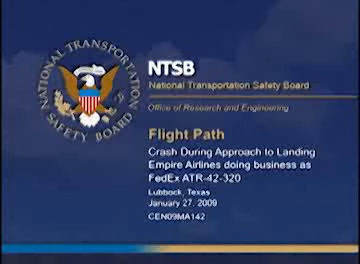 NATIONAL TRANSPORTATION
SAFETY BOARD
NTSB
National Transportation Safety Board
Office of Research and Engineering
Flight Path
Crash During Approach to Landing
Empire Airlines doing business as
FedEx ATR-42-320
Lubbock, Texas
January 27, 2009
CEN09MA142